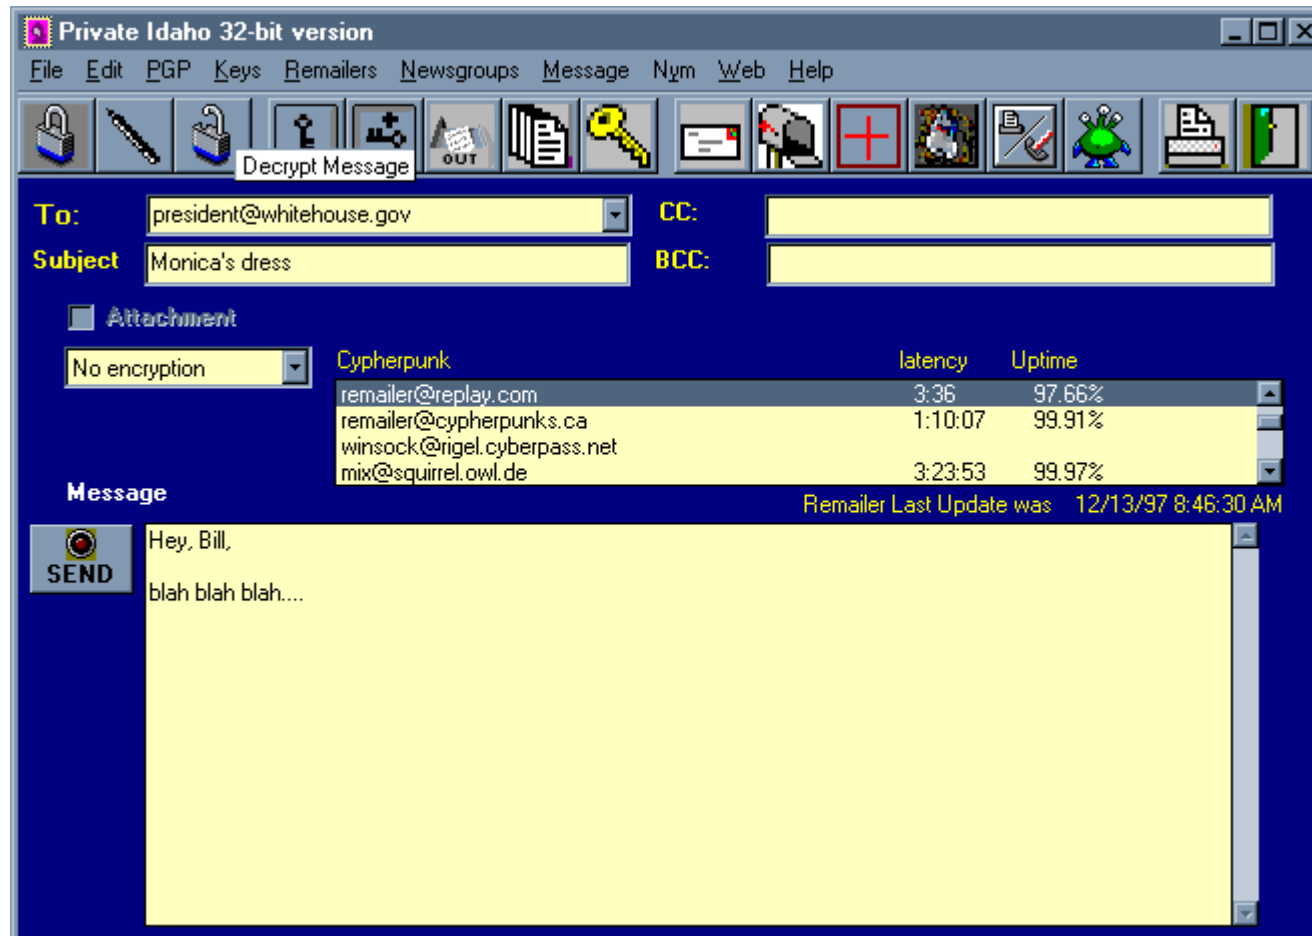 Private Idaho 32-bit version
File Edit PGP Keys Remailers Newsgroups Message Nym Web Help
OUT
Decrypt Message
To: president@whitehouse.gov CC:
Subject Monica's dress BCC:
Attachment
No encryption
Cypherpunk latency Uptime
remailer@replay.com 3:36 97.66%
remailer@cypherpunks.ca 1:10:07 99.91%
winsock@rigel.cyberpass.net
mix@squirrel.owl.de 3:23:53 99.97%
Message
Remailer Last Update was 12/13/97 8:46:30 AM
SEND
Hey, Bill,
blah blah blah....